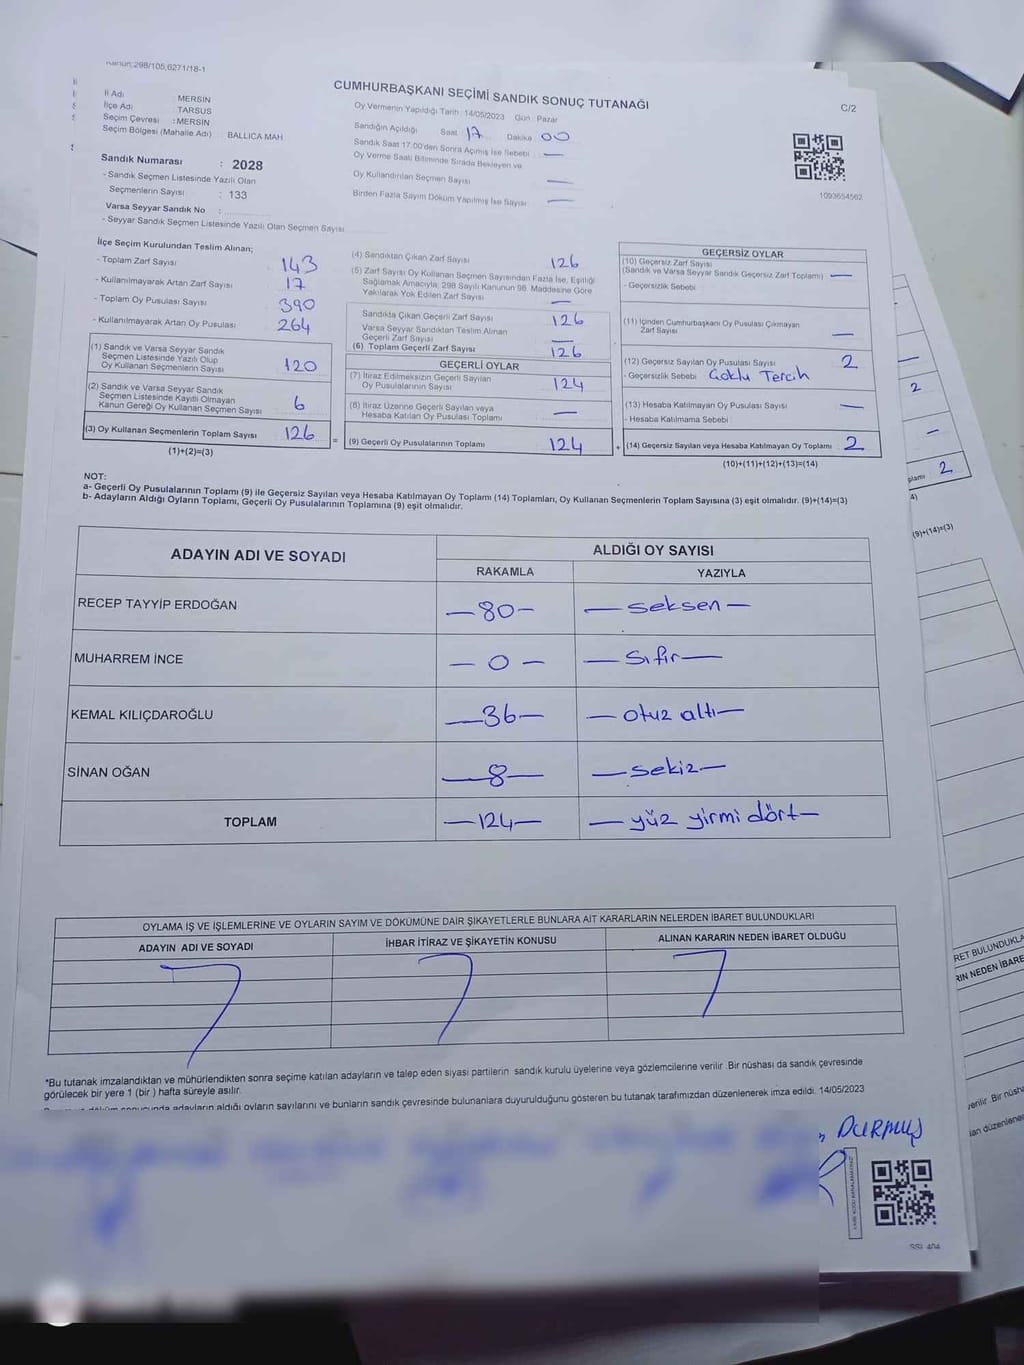 Kanun:298/105,6271/18-1
CUMHURBAŞKANI SEÇİMİ SANDIK SONUÇ TUTANAĞI
C/2
İl Adı : MERSİN
İlçe Adı : TARSUS
Seçim Çevresi : MERSİN
Seçim Bölgesi (Mahalle Adı) : BALLICA MAH
Sandık Numarası : 2028
- Sandık Seçmen Listesinde Yazılı Olan
Seçmenlerin Sayısı : 133
Varsa Seyyar Sandık No :
- Seyyar Sandık Seçmen Listesinde Yazılı Olan Seçmen Sayısı
Oy Vermenin Yapıldığı Tarih : 14/05/2023 Gün : Pazar
Sandığın Açıldığı Saat 17 Dakika 00
Sandık Saat 17.00'den Sonra Açılmış İse Sebebi —
Oy Verme Saati Bitiminde Sırada Bekleyen ve
Oy Kullandırılan Seçmen Sayısı —
Birden Fazla Sayım Döküm Yapılmış İse Sayısı —
1093654562
İlçe Seçim Kurulundan Teslim Alınan;
- Toplam Zarf Sayısı 143
- Kullanılmayarak Artan Zarf Sayısı 17
- Toplam Oy Pusulası Sayısı 390
- Kullanılmayarak Artan Oy Pusulası 264
(1) Sandık ve Varsa Seyyar Sandık
Seçmen Listesinde Yazılı Olup
Oy Kullanan Seçmenlerin Sayısı 120
(2) Sandık ve Varsa Seyyar Sandık
Seçmen Listesinde Kayıtlı Olmayan
Kanun Gereği Oy Kullanan Seçmen Sayısı 6
(3) Oy Kullanan Seçmenlerin Toplam Sayısı 126
(1)+(2)=(3)
(4) Sandıktan Çıkan Zarf Sayısı 126
(5) Zarf Sayısı Oy Kullanan Seçmen Sayısından Fazla İse, Eşitliği
Sağlamak Amacıyla; 298 Sayılı Kanunun 98. Maddesine Göre
Yakılarak Yok Edilen Zarf Sayısı —
Sandıkta Çıkan Geçerli Zarf Sayısı 126
Varsa Seyyar Sandıktan Teslim Alınan
Geçerli Zarf Sayısı —
(6) Toplam Geçerli Zarf Sayısı 126
GEÇERLİ OYLAR
(7) İtiraz Edilmeksizin Geçerli Sayılan
Oy Pusulalarının Sayısı 124
(8) İtiraz Üzerine Geçerli Sayılan veya
Hesaba Katılan Oy Pusulası Toplamı —
= (9) Geçerli Oy Pusulalarının Toplamı 124
GEÇERSİZ OYLAR
(10) Geçersiz Zarf Sayısı
(Sandık ve Varsa Seyyar Sandık Geçersiz Zarf Toplamı) —
- Geçersizlik Sebebi
(11) İçinden Cumhurbaşkanı Oy Pusulası Çıkmayan
Zarf Sayısı —
(12) Geçersiz Sayılan Oy Pusulası Sayısı 2
- Geçersizlik Sebebi Çoklu Tercih
(13) Hesaba Katılmayan Oy Pusulası Sayısı —
- Hesaba Katılmama Sebebi
+ (14) Geçersiz Sayılan veya Hesaba Katılmayan Oy Toplamı 2
(10)+(11)+(12)+(13)=(14)
NOT:
a- Geçerli Oy Pusulalarının Toplamı (9) ile Geçersiz Sayılan veya Hesaba Katılmayan Oy Toplamı (14) Toplamları, Oy Kullanan Seçmenlerin Toplam Sayısına (3) eşit olmalıdır. (9)+(14)=(3)
b- Adayların Aldığı Oyların Toplamı, Geçerli Oy Pusulalarının Toplamına (9) eşit olmalıdır.
ADAYIN ADI VE SOYADI ALDIĞI OY SAYISI
RAKAMLA YAZIYLA
RECEP TAYYİP ERDOĞAN —80— —seksen—
MUHARREM İNCE —0— —sıfır—
KEMAL KILIÇDAROĞLU —36— —otuz altı—
SİNAN OĞAN —8— —sekiz—
TOPLAM —124— —yüz yirmi dört—
OYLAMA İŞ VE İŞLEMLERİNE VE OYLARIN SAYIM VE DÖKÜMÜNE DAİR ŞİKAYETLERLE BUNLARA AİT KARARLARIN NELERDEN İBARET BULUNDUKLARI
ADAYIN ADI VE SOYADI İHBAR İTİRAZ VE ŞİKAYETİN KONUSU ALINAN KARARIN NEDEN İBARET OLDUĞU
*Bu tutanak imzalandıktan ve mühürlendikten sonra seçime katılan adayların ve talep eden siyasi partilerin sandık kurulu üyelerine veya gözlemcilerine verilir .Bir nüshası da sandık çevresinde
görülecek bir yere 1 (bir ) hafta süreyle asılır.
sonucunda adayların aldığı oyların sayılarını ve bunların sandık çevresinde bulunanlara duyurulduğunu gösteren bu tutanak tarafımızdan düzenlenerek imza edildi. 14/05/2023
DURMUŞ
2
—
2
(9)+(14)=(3)
RET BULUNDUKLA
RIN NEDEN İBARE
verilir .Bir nüsha
dan düzenlene